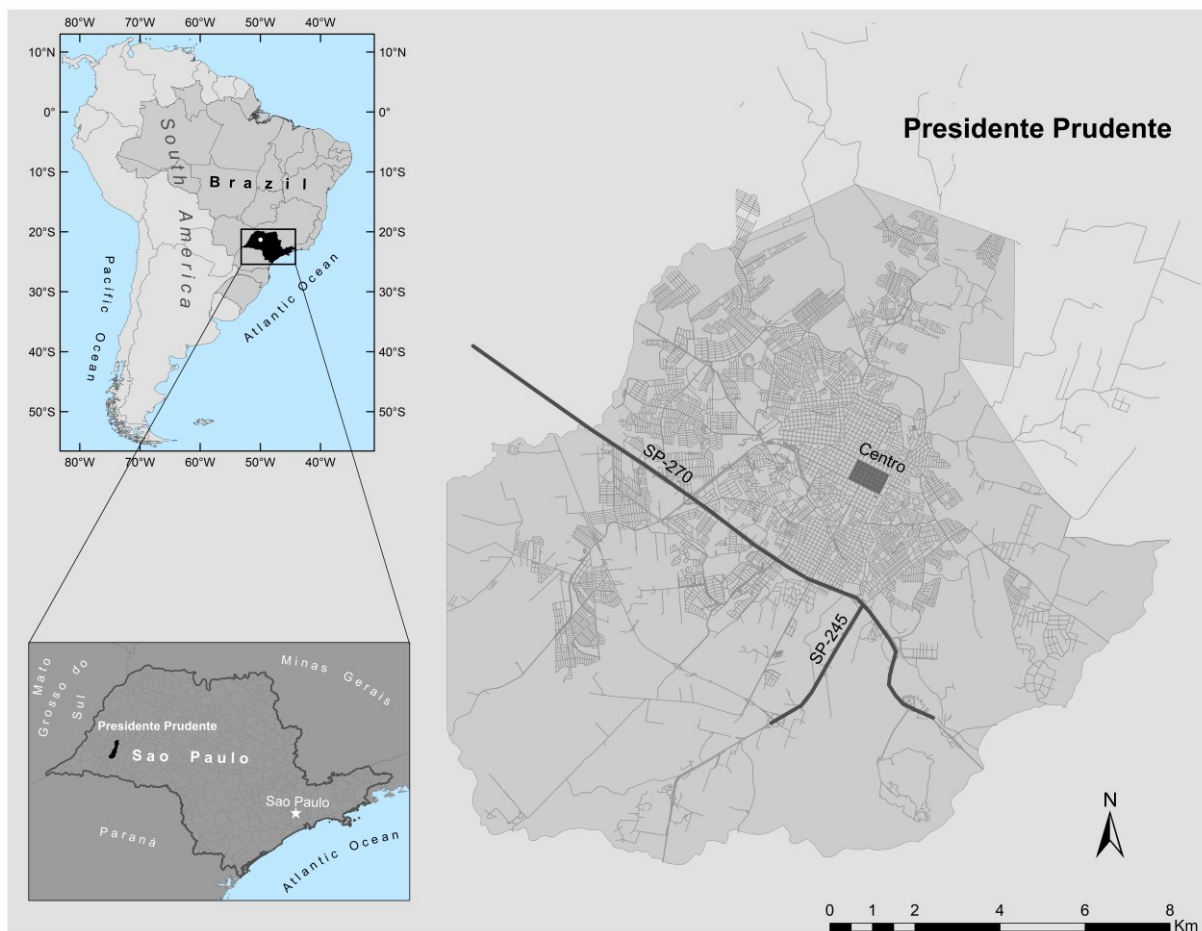 80°W 70°W 60°W 50°W 40°W
10°N 10°N
0° 0°
10°S 10°S
20°S 20°S
30°S 30°S
40°S 40°S
50°S 50°S
80°W 70°W 60°W 50°W 40°W
South America
Brazil
Pacific Ocean
Atlantic Ocean
Presidente Prudente
Centro
SP-270
SP-245
Mato
Grosso do
Sul
Minas Gerais
Presidente Prudente
Sao Paulo
Sao Paulo
Paraná
Atlantic Ocean
N
0 1 2 4 6 8
Km